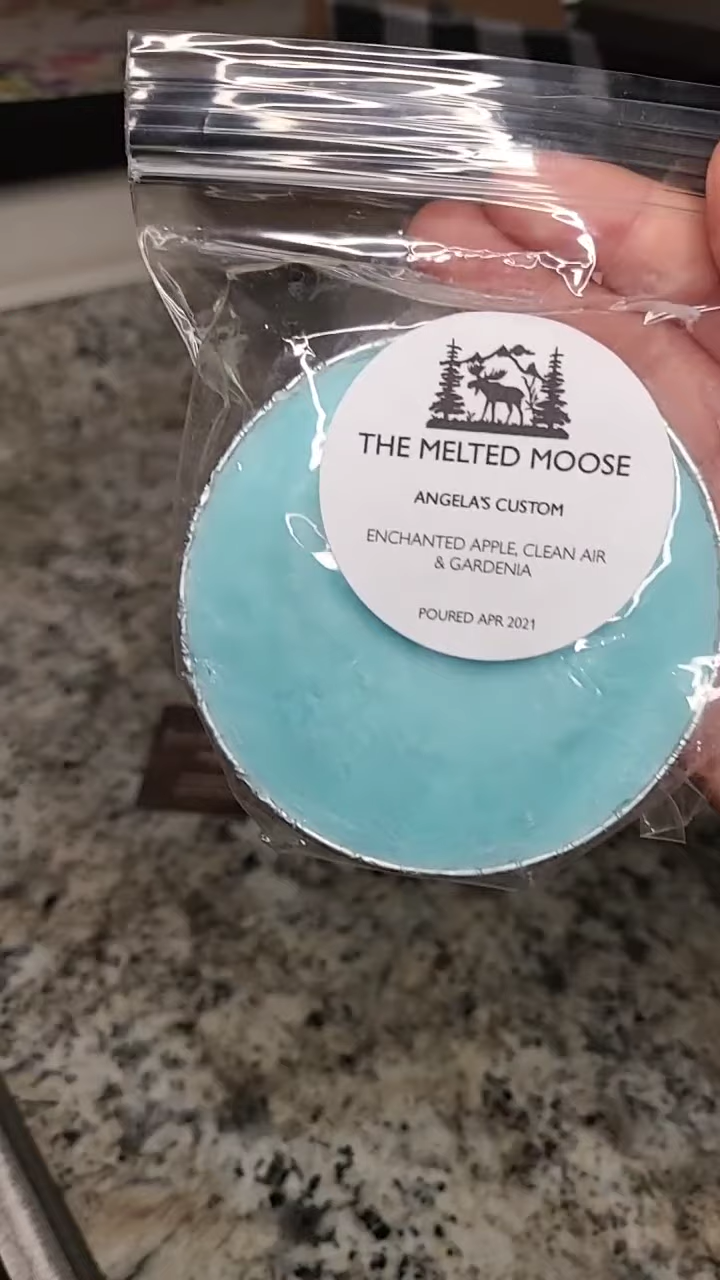 THE MELTED MOOSE
ANGELA'S CUSTOM
ENCHANTED APPLE, CLEAN AIR
& GARDENIA
POURED APR 2021